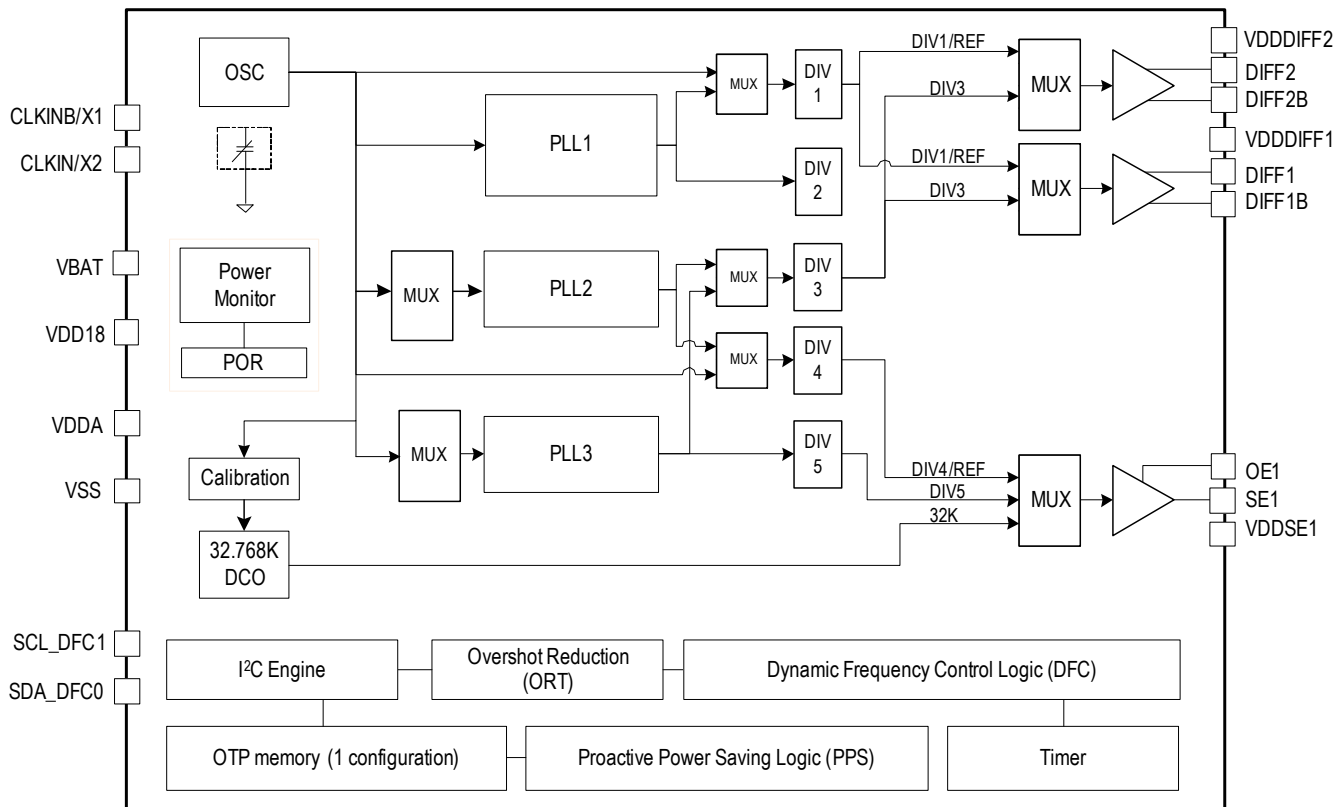 OSC
MUX
DIV
1
DIV1/REF
DIV3
MUX
VDDDIFF2
DIFF2
DIFF2B
CLKINB/X1
CLKIN/X2
PLL1
DIV
2
DIV1/REF
DIV3
MUX
VDDDIFF1
DIFF1
DIFF1B
VBAT
VDD18
Power
Monitor
POR
MUX
PLL2
MUX
DIV
3
MUX
DIV
4
VDDA
VSS
Calibration
32.768K
DCO
MUX
PLL3
DIV
5
DIV4/REF
DIV5
32K
MUX
OE1
SE1
VDDSE1
SCL_DFC1
SDA_DFC0
I²C Engine
Overshot Reduction
(ORT)
Dynamic Frequency Control Logic (DFC)
OTP memory (1 configuration)
Proactive Power Saving Logic (PPS)
Timer